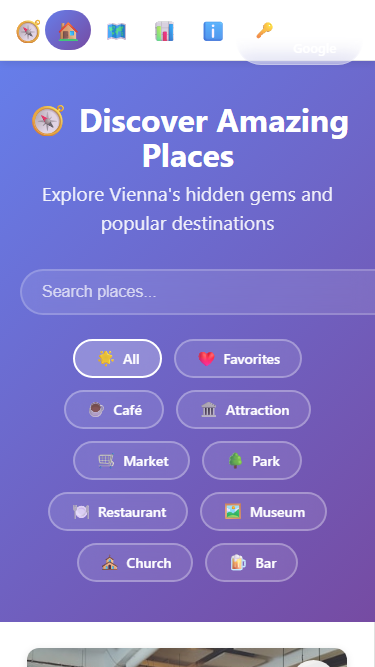 Google
Discover Amazing
Places
Explore Vienna's hidden gems and
popular destinations
Search places...
All
Favorites
Café
Attraction
Market
Park
Restaurant
Museum
Church
Bar